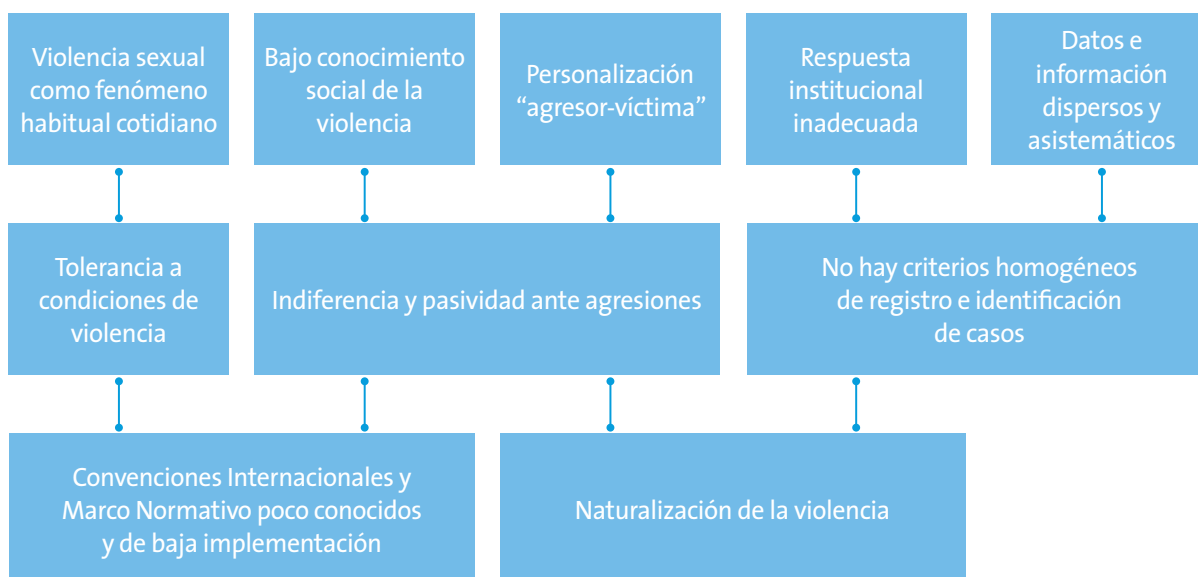 Violencia sexual
como fenómeno
habitual cotidiano
Bajo conocimiento
social de la
violencia
Personalización
“agresor-víctima”
Respuesta
institucional
inadecuada
Datos e
información
dispersos y
asistemáticos
Tolerancia a
condiciones de
violencia
Indiferencia y pasividad ante agresiones
No hay criterios homogéneos
de registro e identificación
de casos
Convenciones Internacionales y
Marco Normativo poco conocidos
y de baja implementación
Naturalización de la violencia